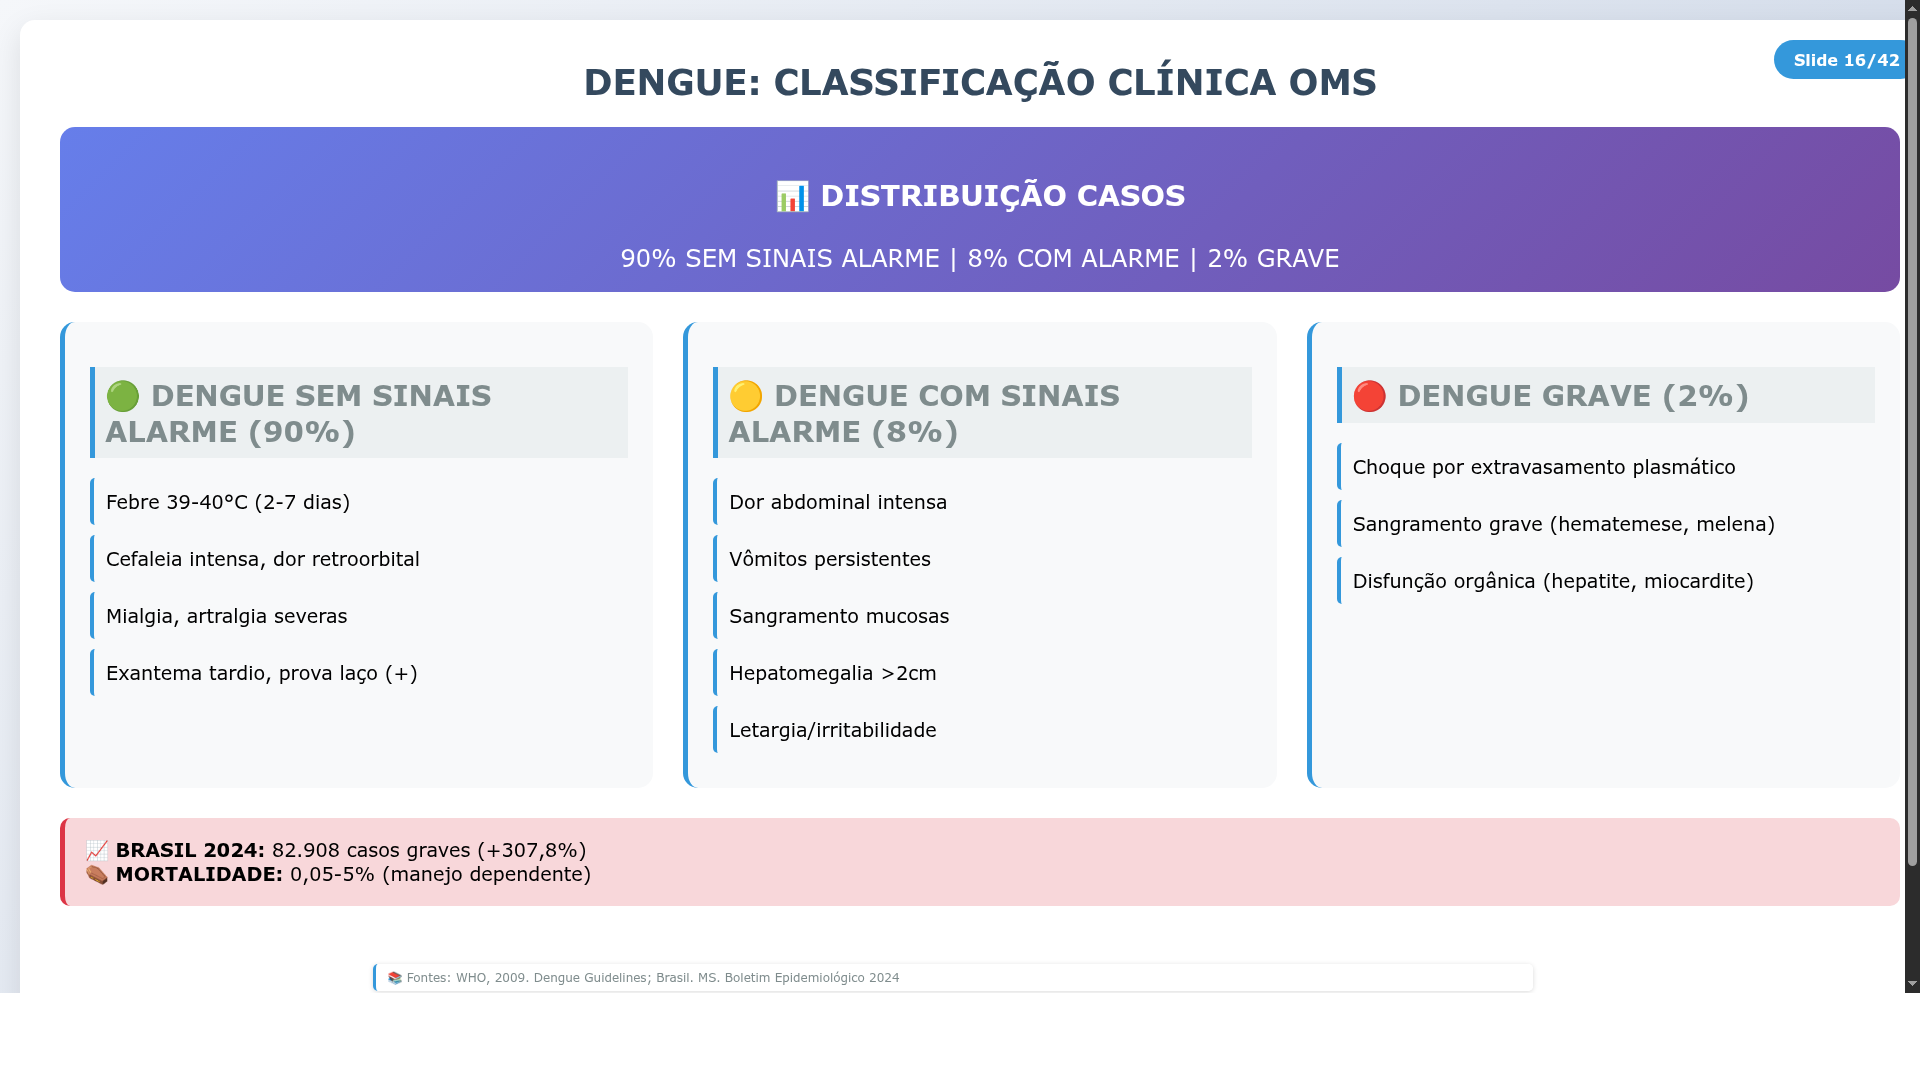 Slide 16/42
DENGUE: CLASSIFICAÇÃO CLÍNICA OMS
📊 DISTRIBUIÇÃO CASOS
90% SEM SINAIS ALARME | 8% COM ALARME | 2% GRAVE
🟢 DENGUE SEM SINAIS
ALARME (90%)
Febre 39-40°C (2-7 dias)
Cefaleia intensa, dor retroorbital
Mialgia, artralgia severas
Exantema tardio, prova laço (+)
🟡 DENGUE COM SINAIS
ALARME (8%)
Dor abdominal intensa
Vômitos persistentes
Sangramento mucosas
Hepatomegalia >2cm
Letargia/irritabilidade
🔴 DENGUE GRAVE (2%)
Choque por extravasamento plasmático
Sangramento grave (hematemese, melena)
Disfunção orgânica (hepatite, miocardite)
📈 BRASIL 2024: 82.908 casos graves (+307,8%)
⚰️ MORTALIDADE: 0,05-5% (manejo dependente)
📚 Fontes: WHO, 2009. Dengue Guidelines; Brasil. MS. Boletim Epidemiológico 2024